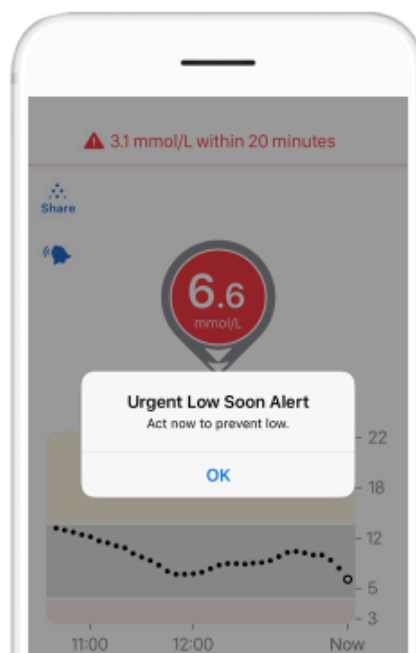 3.1 mmol/L within 20 minutes
Share
6.6
mmol/L
Urgent Low Soon Alert
Act now to prevent low.
OK
22
18
12
5
3
11:00 12:00 Now